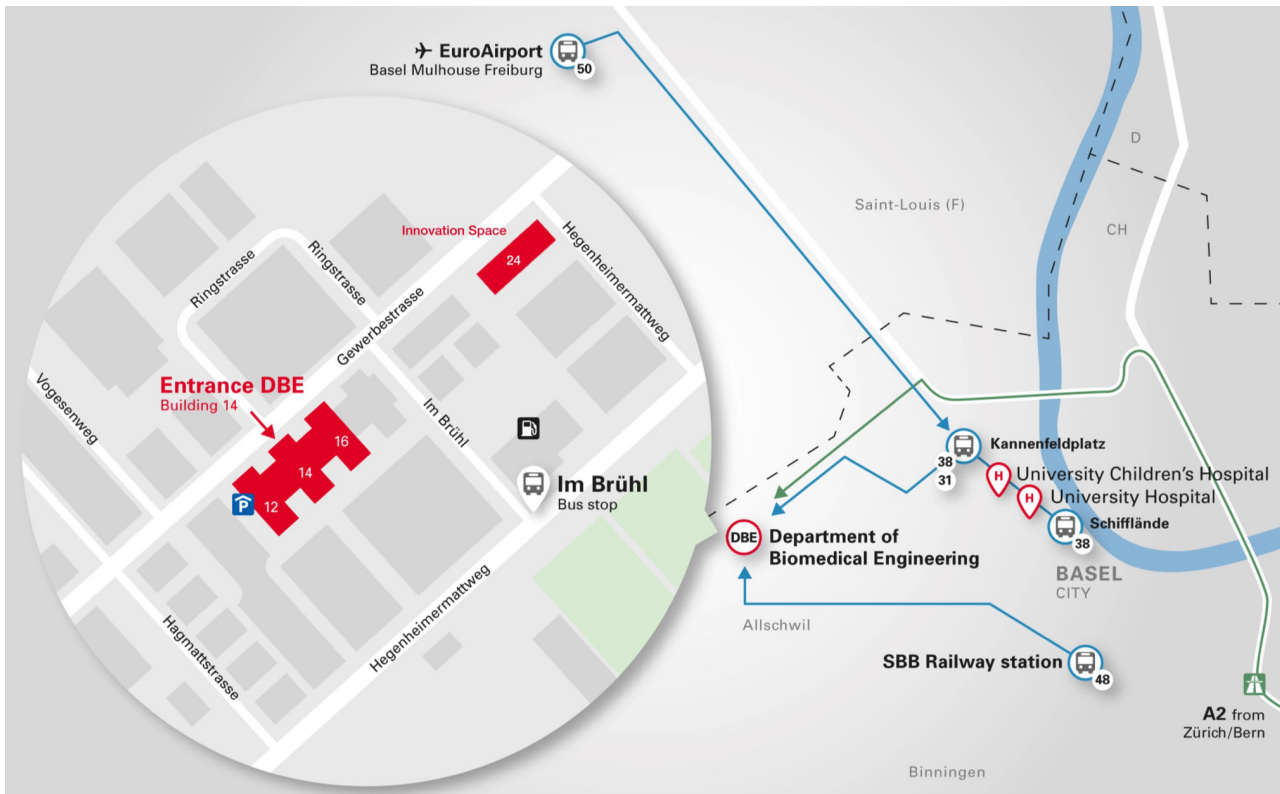 EuroAirport
Basel Mulhouse Freiburg
50
D
CH
Saint-Louis (F)
Innovation Space
24
Hegenheimermattweg
Ringstrasse
Ringstrasse
Gewerbestrasse
Entrance DBE
Building 14
Vogesenweg
Im Brühl
16
14
12
P
Im Brühl
Bus stop
Hegenheimermattweg
Hagmattstrasse
Kannenfeldplatz
38
31
H
University Children's Hospital
H
University Hospital
Schifflände
38
DBE
Department of
Biomedical Engineering
BASEL
CITY
Allschwil
SBB Railway station
48
A2 from
Zürich/Bern
Binningen